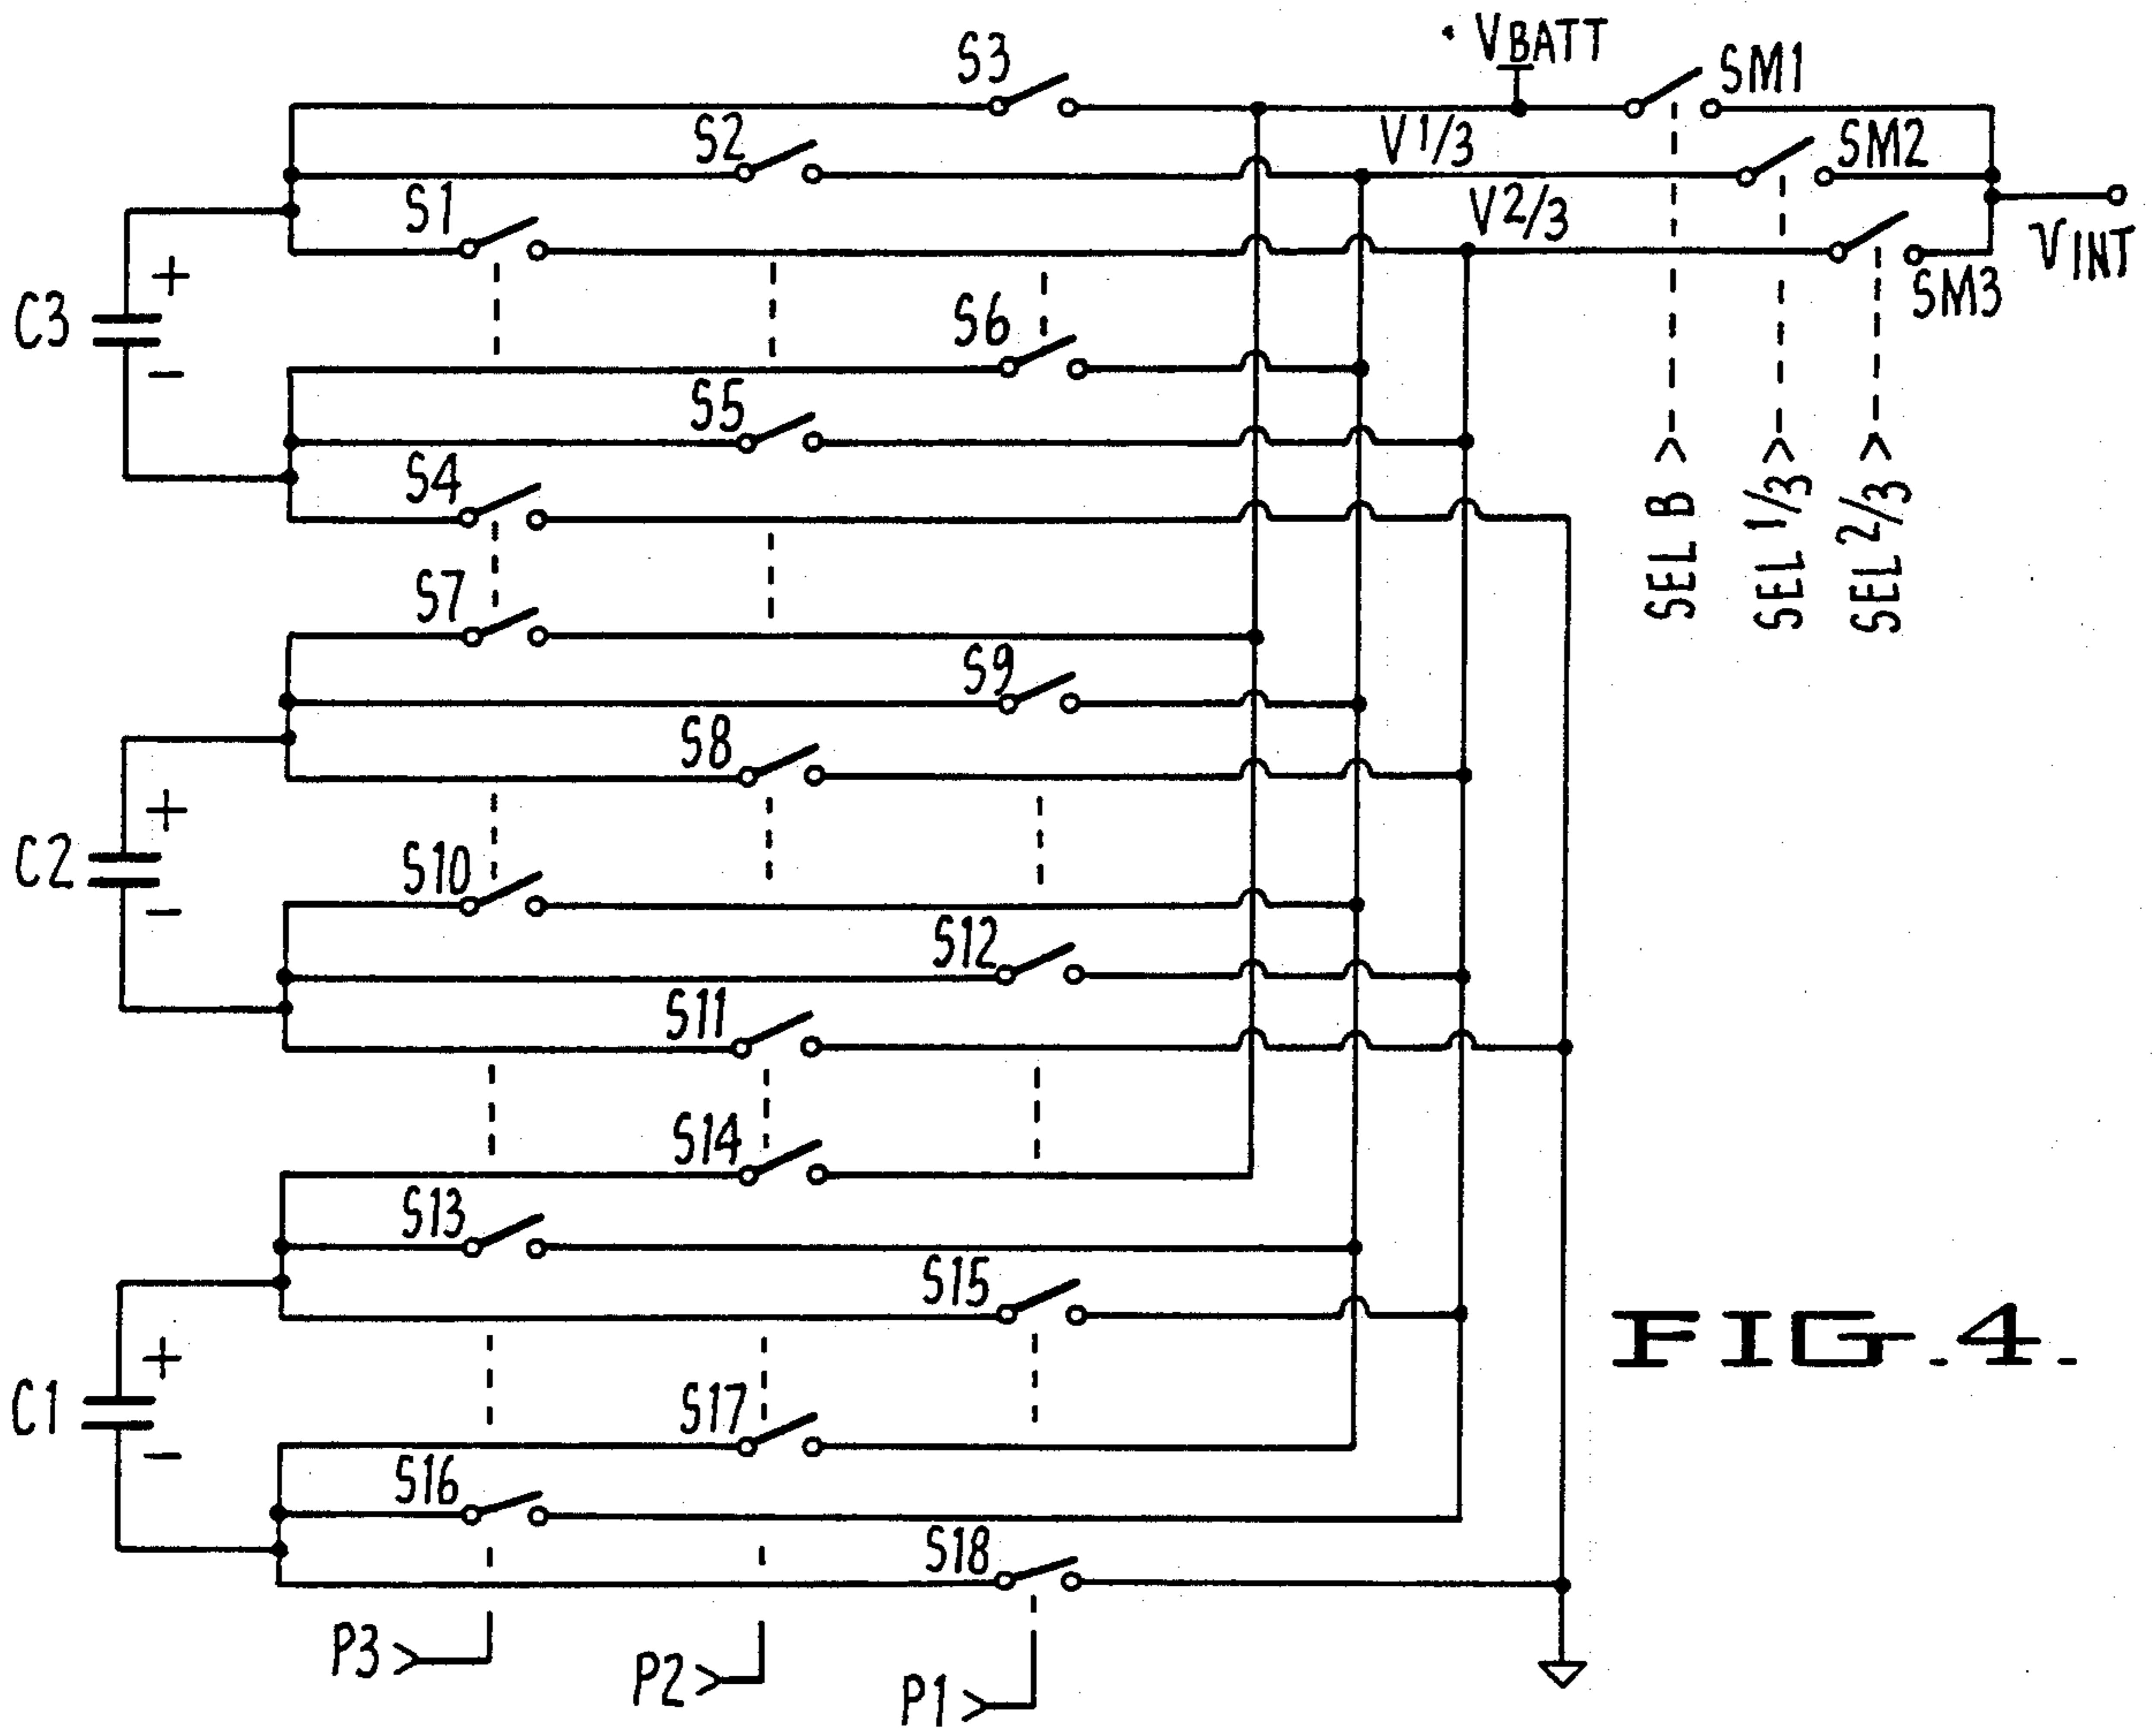 VBATT
S3
SM1
S2
V 1/3
SM2
S1
V 2/3
VINT
SM3
+
C3
S6
−
S5
S4
SEL B >
SEL 1/3 >
SEL 2/3 >
S7
S9
S8
+
C2
S10
−
S12
S11
S14
S13
S15
+
FIG. 4.
C1
S17
−
S16
S18
P3
P2
P1